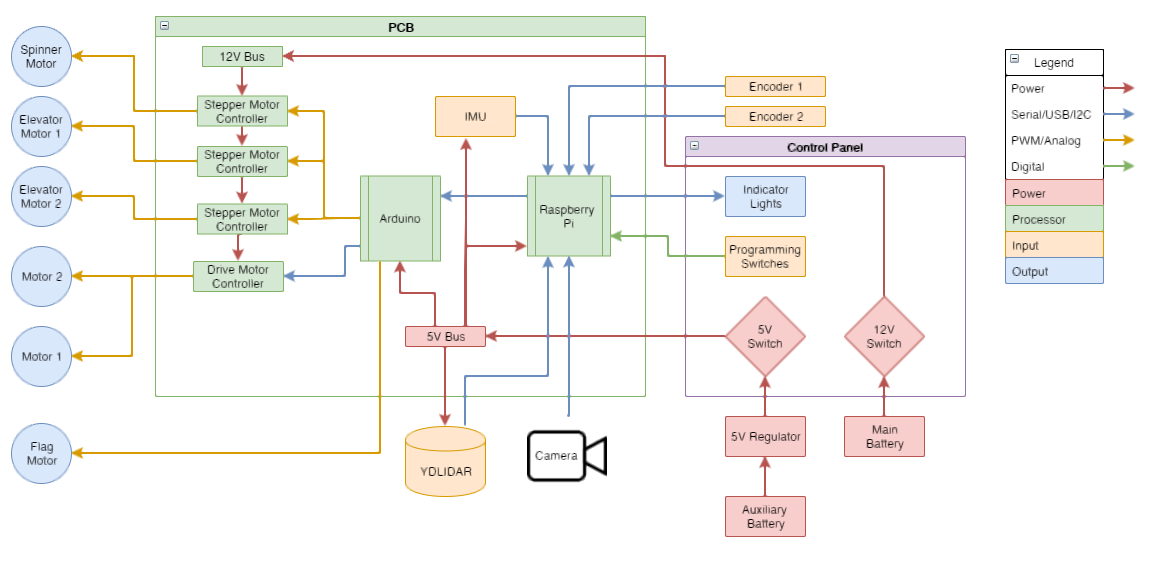 PCB
Spinner
Motor
12V Bus
Stepper Motor
Controller
Elevator
Motor 1
Stepper Motor
Controller
Elevator
Motor 2
Stepper Motor
Controller
Motor 2
Drive Motor
Controller
Motor 1
Flag
Motor
IMU
Arduino
Raspberry
Pi
5V Bus
YDLIDAR
Camera
Encoder 1
Encoder 2
Control Panel
Indicator
Lights
Programming
Switches
5V
Switch
12V
Switch
5V Regulator
Main
Battery
Auxiliary
Battery
Legend
Power
Serial/USB/I2C
PWM/Analog
Digital
Power
Processor
Input
Output